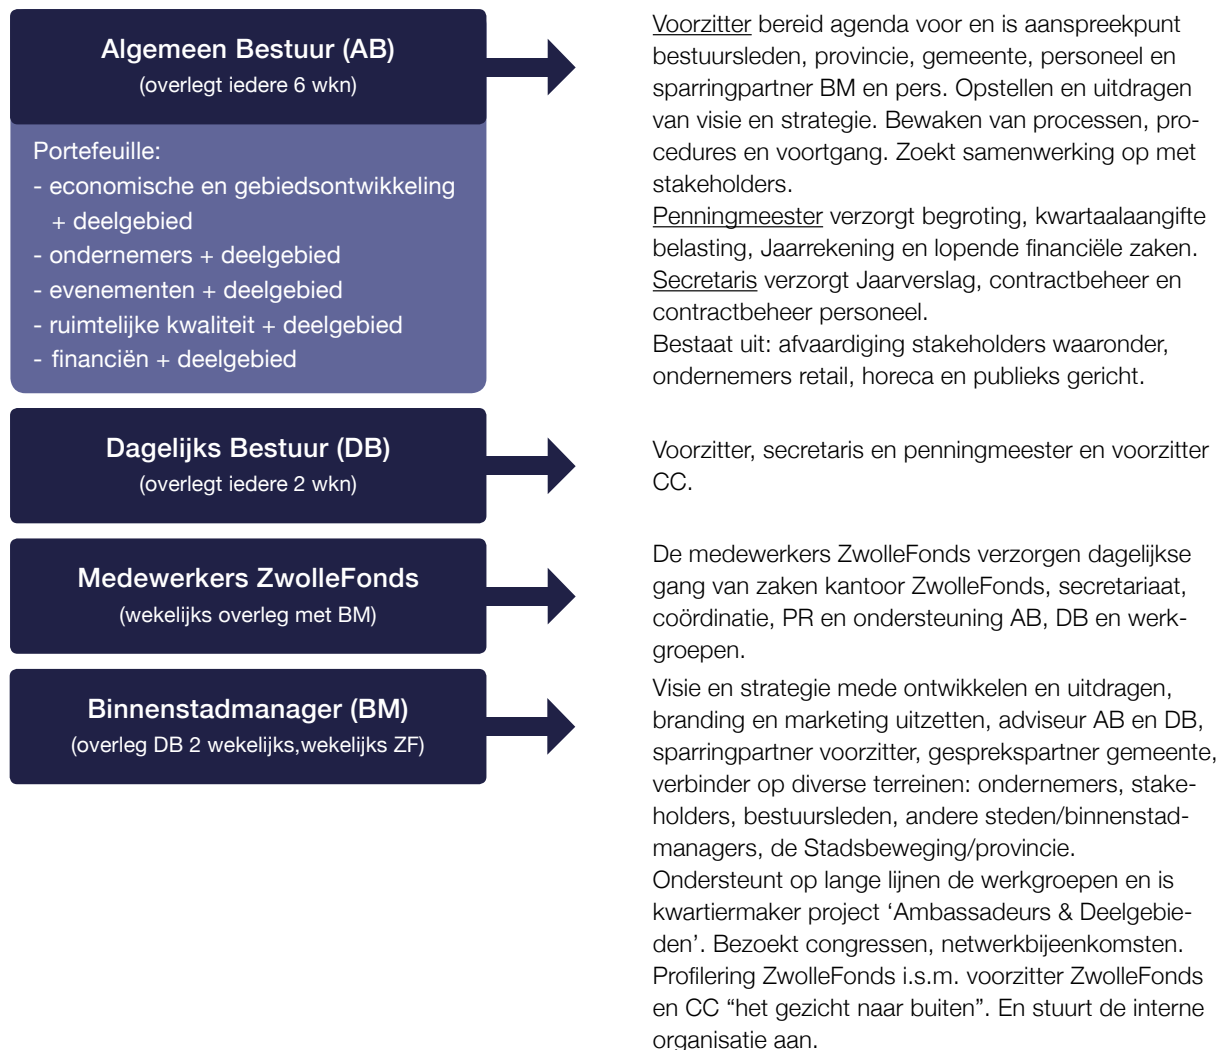 Algemeen Bestuur (AB)
(overlegt iedere 6 wkn)
Portefeuille:
- economische en gebiedsontwikkeling
+ deelgebied
- ondernemers + deelgebied
- evenementen + deelgebied
- ruimtelijke kwaliteit + deelgebied
- financiën + deelgebied
Voorzitter bereid agenda voor en is aanspreekpunt
bestuursleden, provincie, gemeente, personeel en
sparringpartner BM en pers. Opstellen en uitdragen
van visie en strategie. Bewaken van processen, pro-
cedures en voortgang. Zoekt samenwerking op met
stakeholders.
Penningmeester verzorgt begroting, kwartaalaangifte
belasting, Jaarrekening en lopende financiële zaken.
Secretaris verzorgt Jaarverslag, contractbeheer en
contractbeheer personeel.
Bestaat uit: afvaardiging stakeholders waaronder,
ondernemers retail, horeca en publieks gericht.
Dagelijks Bestuur (DB)
(overlegt iedere 2 wkn)
Voorzitter, secretaris en penningmeester en voorzitter
CC.
Medewerkers ZwolleFonds
(wekelijks overleg met BM)
De medewerkers ZwolleFonds verzorgen dagelijkse
gang van zaken kantoor ZwolleFonds, secretariaat,
coördinatie, PR en ondersteuning AB, DB en werk-
groepen.
Binnenstadmanager (BM)
(overleg DB 2 wekelijks,wekelijks ZF)
Visie en strategie mede ontwikkelen en uitdragen,
branding en marketing uitzetten, adviseur AB en DB,
sparringpartner voorzitter, gesprekspartner gemeente,
verbinder op diverse terreinen: ondernemers, stake-
holders, bestuursleden, andere steden/binnenstad-
managers, de Stadsbeweging/provincie.
Ondersteunt op lange lijnen de werkgroepen en is
kwartiermaker project ‘Ambassadeurs & Deelgebie-
den’. Bezoekt congressen, netwerkbijeenkomsten.
Profilering ZwolleFonds i.s.m. voorzitter ZwolleFonds
en CC “het gezicht naar buiten”. En stuurt de interne
organisatie aan.